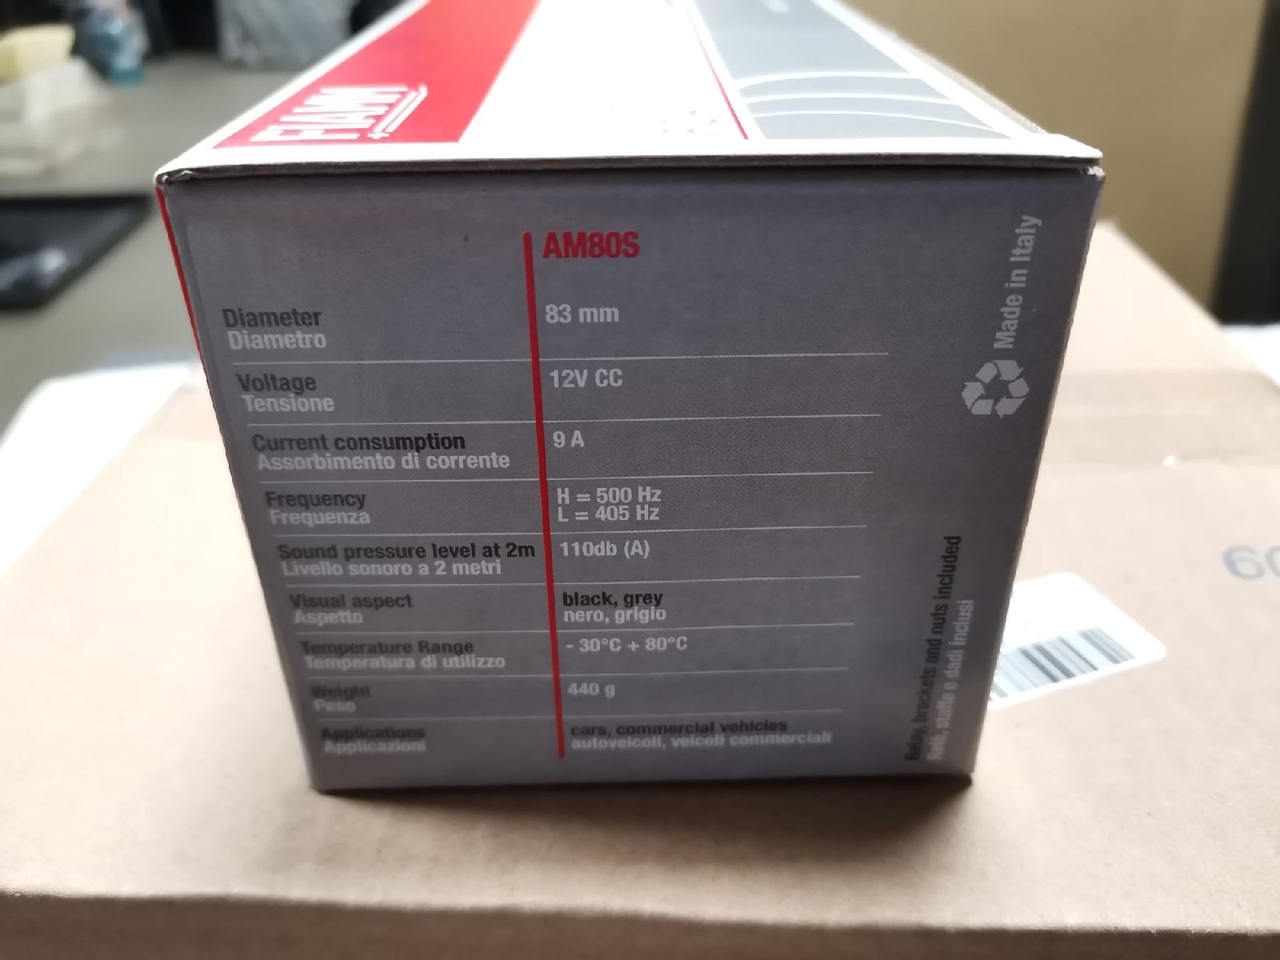 FIAMM
AM80S
Diameter
Diametro
83 mm
Voltage
Tensione
12V CC
Current consumption
Assorbimento di corrente
9 A
Frequency
Frequenza
H = 500 Hz
L = 405 Hz
Sound pressure level at 2m
Livello sonoro a 2 metri
110db (A)
Visual aspect
Aspetto
black, grey
nero, grigio
Temperature Range
Temperatura di utilizzo
- 30°C + 80°C
Weight
Peso
440 g
Applications
Applicazioni
cars, commercial vehicles
autoveicoli, veicoli commerciali
Made in Italy
Relay, brackets and nuts included
Relè, staffe e dadi inclusi
60